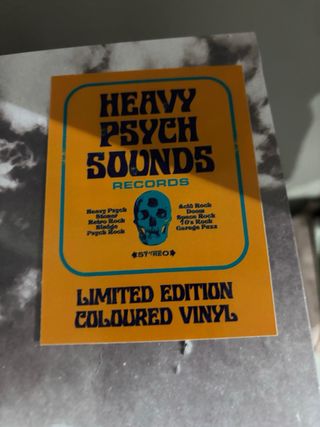 HEAVY
PSYCH
SOUNDS
RECORDS
Heavy Psych
Stoner
Retro Rock
Sludge
Psych Rock
Acid Rock
Doom
Space Rock
70's Rock
Garage Fuzz
STEREO
LIMITED EDITION
COLOURED VINYL